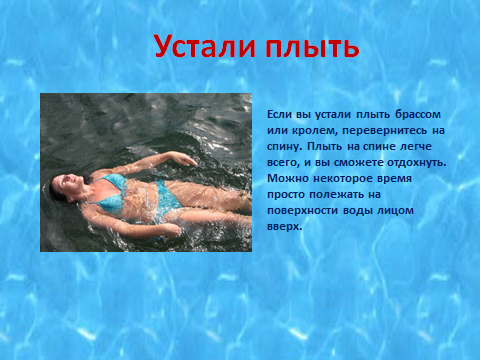 Устали плыть
Если вы устали плыть брассом
или кролем, перевернитесь на
спину. Плыть на спине легче
всего, и вы сможете отдохнуть.
Можно некоторое время
просто полежать на
поверхности воды лицом
вверх.